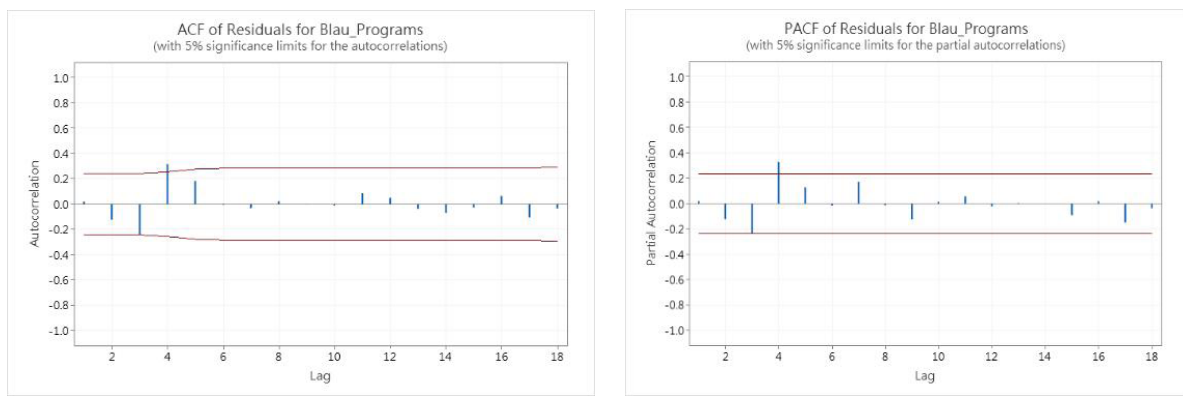 ACF of Residuals for Blau_Programs
(with 5% significance limits for the autocorrelations)
1.0
0.8
0.6
0.4
0.2
0.0
-0.2
-0.4
-0.6
-0.8
-1.0
Autocorrelation
2 4 6 8 10 12 14 16 18
Lag
PACF of Residuals for Blau_Programs
(with 5% significance limits for the partial autocorrelations)
1.0
0.8
0.6
0.4
0.2
0.0
-0.2
-0.4
-0.6
-0.8
-1.0
Partial Autocorrelation
2 4 6 8 10 12 14 16 18
Lag